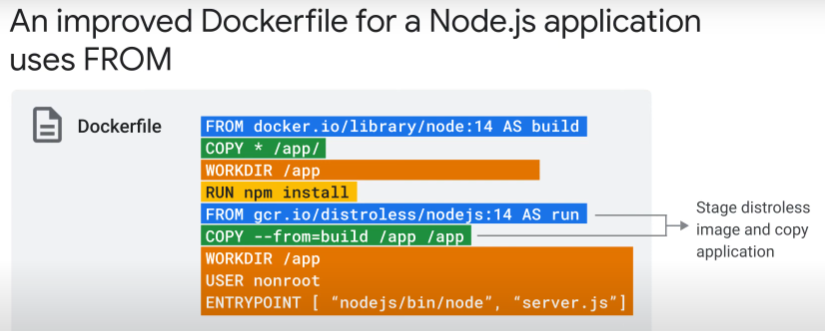 An improved Dockerfile for a Node.js application
uses FROM
Dockerfile
FROM docker.io/library/node:14 AS build
COPY * /app/
WORKDIR /app
RUN npm install
FROM gcr.io/distroless/nodejs:14 AS run
COPY --from=build /app /app
WORKDIR /app
USER nonroot
ENTRYPOINT [ “nodejs/bin/node”, “server.js”]
Stage distroless
image and copy
application